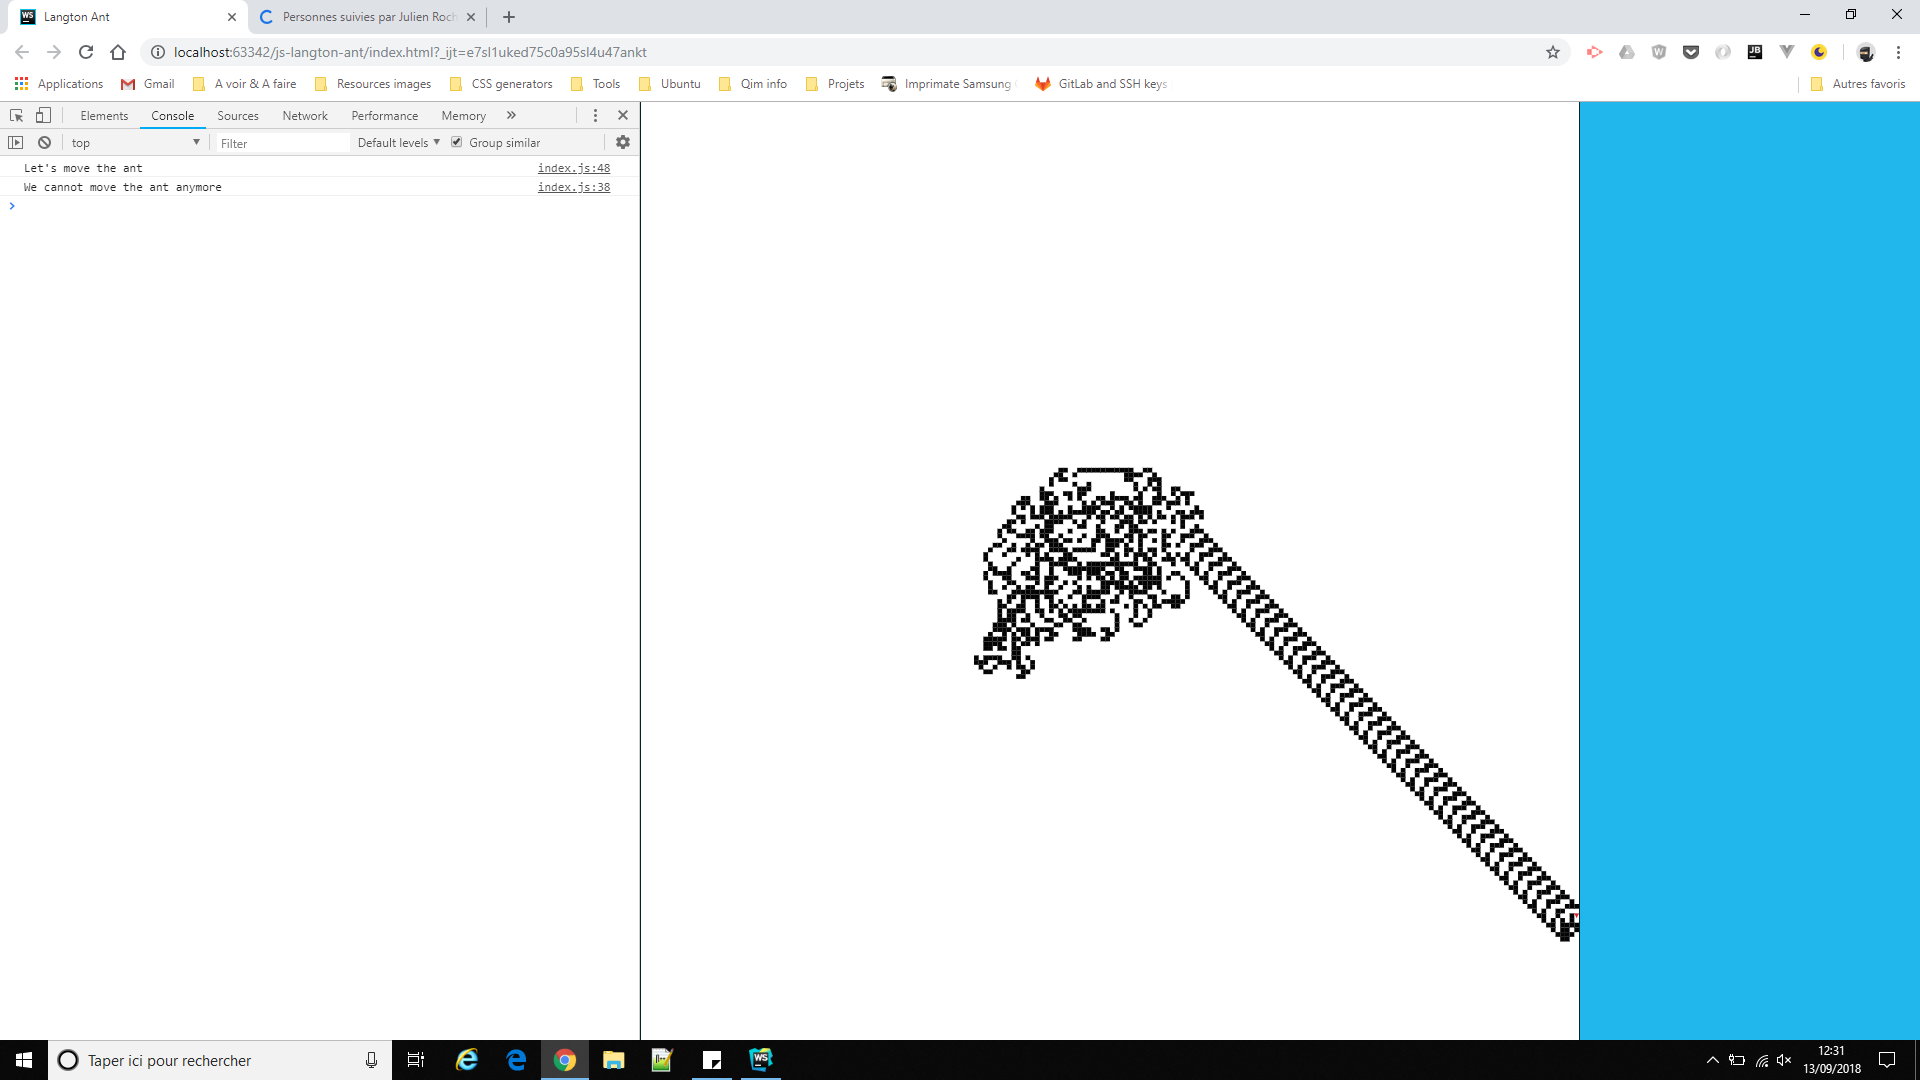 Langton Ant
Personnes suivies par Julien Roch
localhost:63342/js-langton-ant/index.html?_ijt=e7sl1uked75c0a95sl4u47ankt
Applications Gmail A voir & A faire Resources images CSS generators Tools Ubuntu Qim info Projets Imprimate Samsung GitLab and SSH keys Autres favoris
Elements Console Sources Network Performance Memory
top Filter Default levels Group similar
Let's move the ant index.js:48
We cannot move the ant anymore index.js:38
Taper ici pour rechercher
12:31
13/09/2018